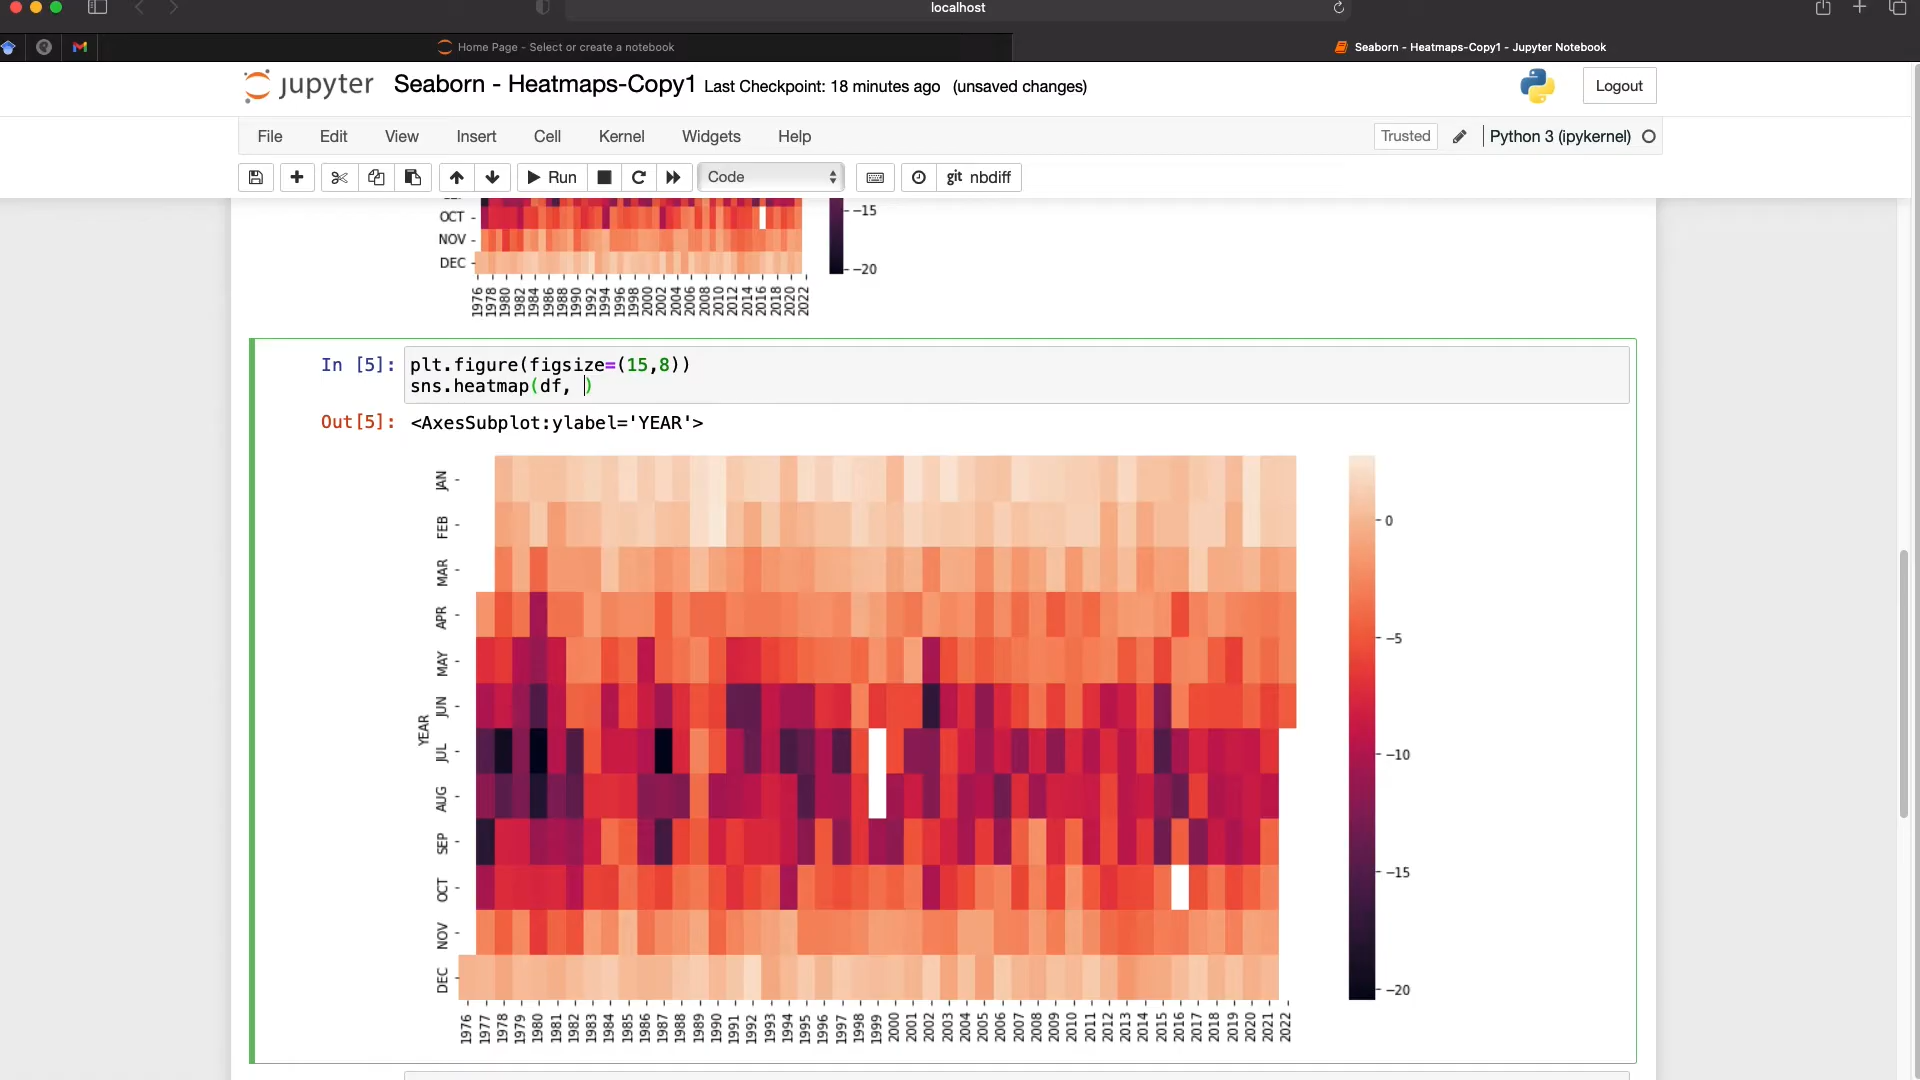 localhost
Home Page - Select or create a notebook
Seaborn - Heatmaps-Copy1 - Jupyter Notebook
jupyter Seaborn - Heatmaps-Copy1 Last Checkpoint: 18 minutes ago (unsaved changes)
Logout
File Edit View Insert Cell Kernel Widgets Help
Trusted
Python 3 (ipykernel)
Run
Code
git nbdiff
OCT
NOV
DEC
−15
−20
1976 1978 1980 1982 1984 1986 1988 1990 1992 1994 1996 1998 2000 2002 2004 2006 2008 2010 2012 2014 2016 2018 2020 2022
In [5]: plt.figure(figsize=(15,8))
sns.heatmap(df, )
Out[5]: <AxesSubplot:ylabel='YEAR'>
YEAR
JAN
FEB
MAR
APR
MAY
JUN
JUL
AUG
SEP
OCT
NOV
DEC
0
−5
−10
−15
−20
1976 1977 1978 1979 1980 1981 1982 1983 1984 1985 1986 1987 1988 1989 1990 1991 1992 1993 1994 1995 1996 1997 1998 1999 2000 2001 2002 2003 2004 2005 2006 2007 2008 2009 2010 2011 2012 2013 2014 2015 2016 2017 2018 2019 2020 2021 2022